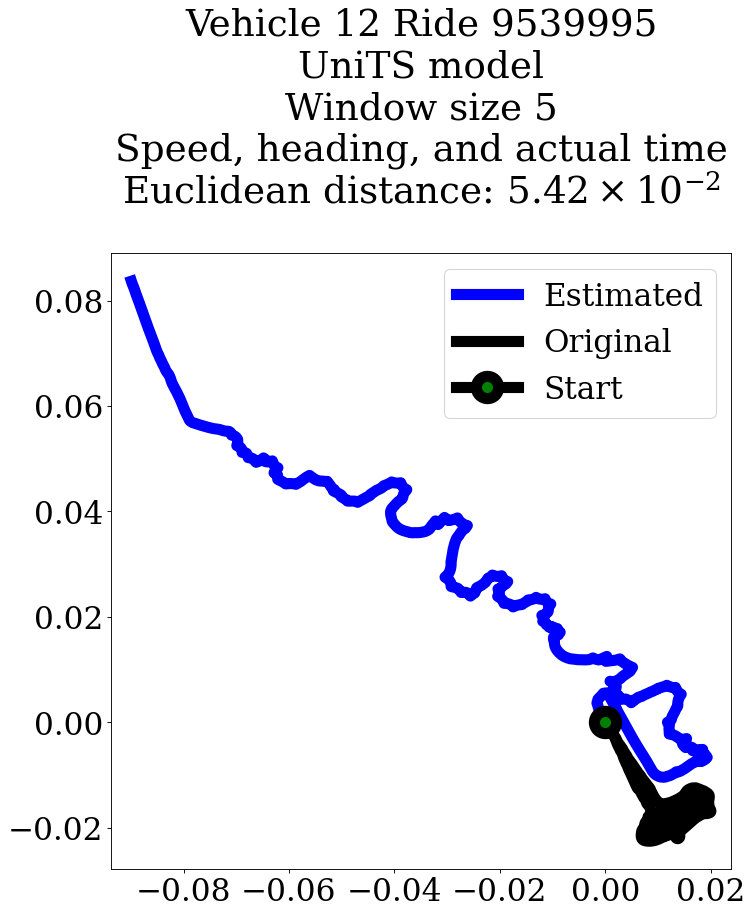 Vehicle 12 Ride 9539995
UniTS model
Window size 5
Speed, heading, and actual time
Euclidean distance: 5.42 × 10⁻²
Estimated
Original
Start
0.08
0.06
0.04
0.02
0.00
−0.02
−0.08 −0.06 −0.04 −0.02 0.00 0.02